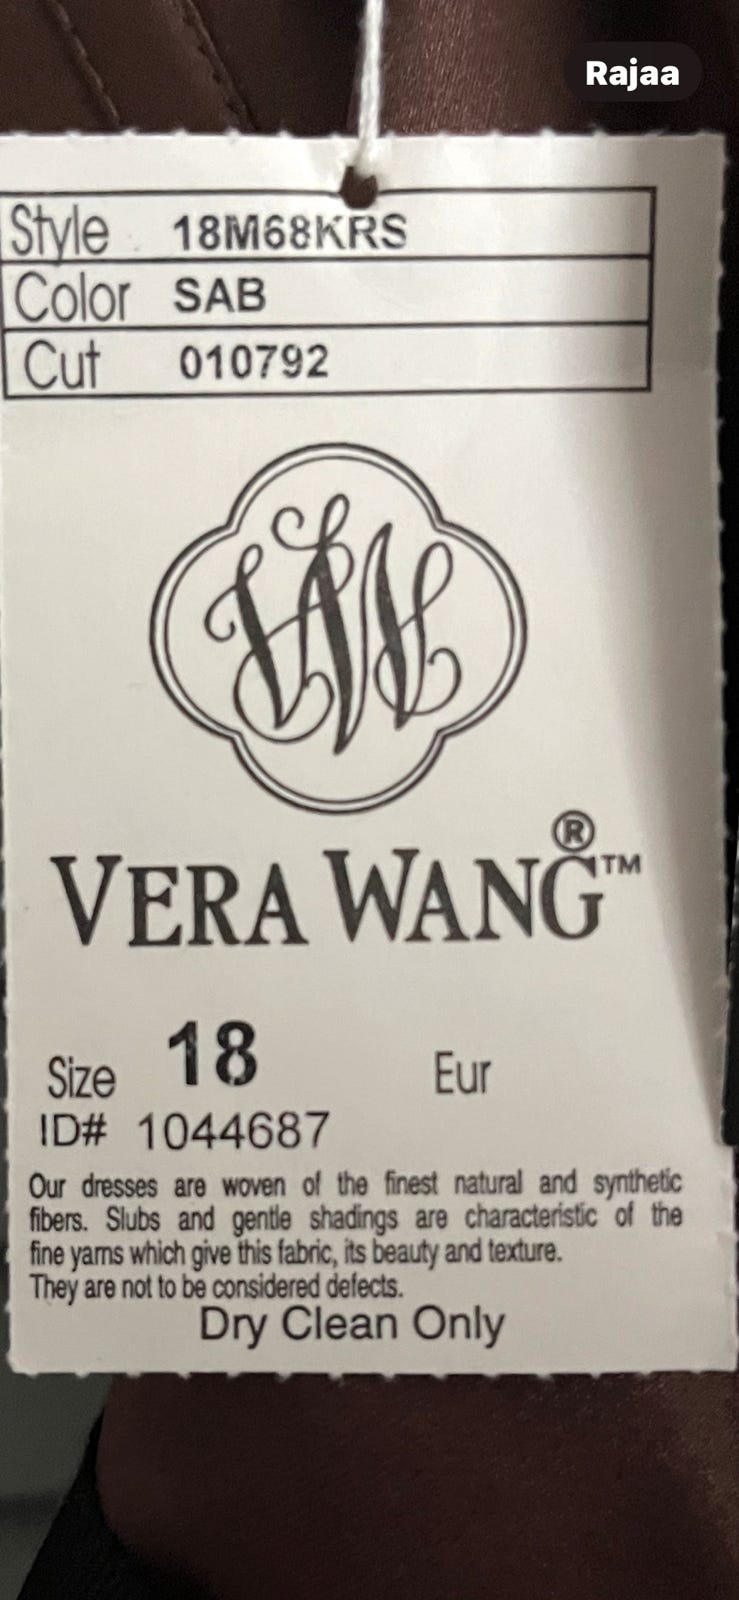 Rajaa
Style 18M68KRS
Color SAB
Cut 010792
VW
VERA WANG®™
Size 18 Eur
ID# 1044687
Our dresses are woven of the finest natural and synthetic
fibers. Slubs and gentle shadings are characteristic of the
fine yarns which give this fabric, its beauty and texture.
They are not to be considered defects.
Dry Clean Only